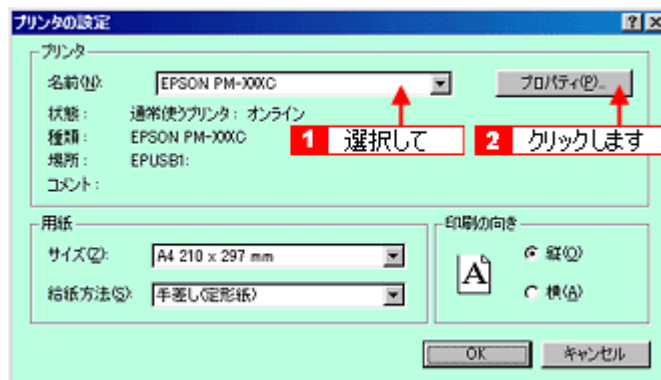 プリンタの設定
プリンタ
名前(N):
EPSON PM-XXXC
プロパティ(P)...
状態:
通常使うプリンタ: オンライン
種類:
EPSON PM-XXXC
1 選択して
2 クリックします
場所:
EPUSB1:
コメント:
用紙
サイズ(Z):
A4 210 x 297 mm
給紙方法(S):
手差し(定形紙)
印刷の向き
A
縦(O)
横(A)
OK
キャンセル